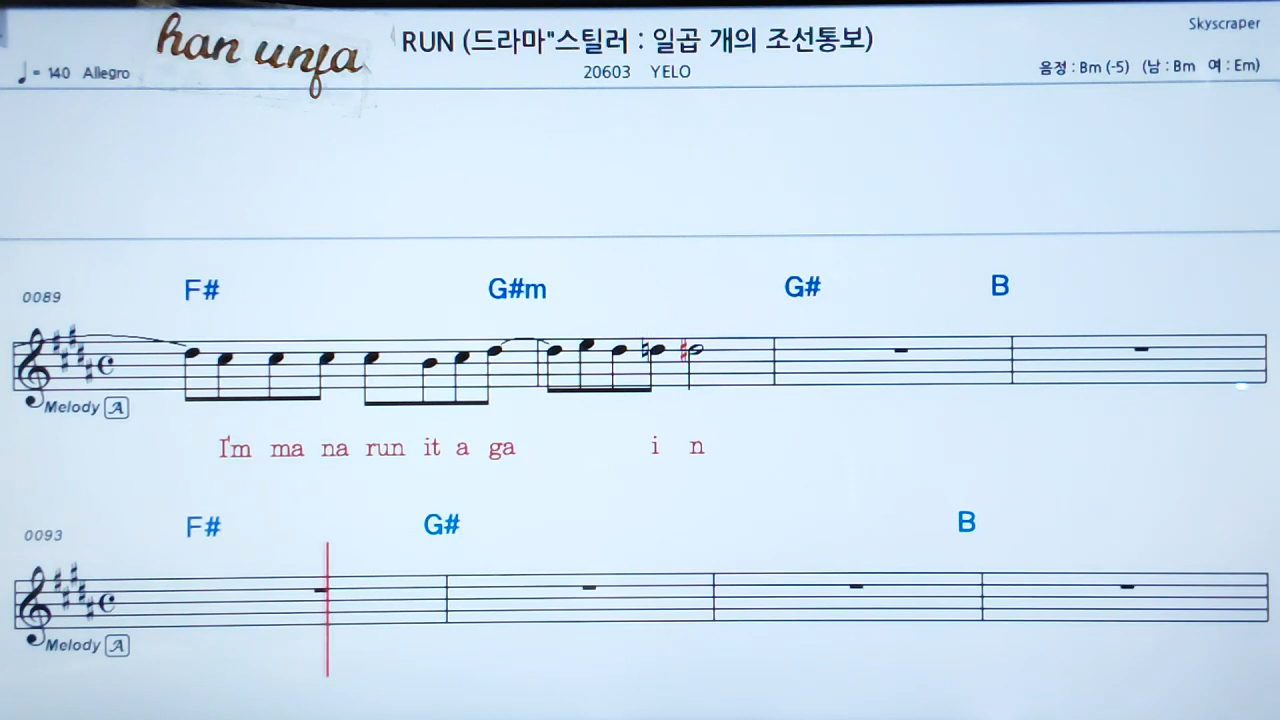 han unfa
RUN (드라마"스틸러 : 일곱 개의 조선통보)
Skyscraper
♩= 140 Allegro
20603 YELO
음정 : Bm (-5) (남 : Bm 여 : Em)
0089
F# G#m G# B
Melody A
I'm ma na run it a ga i n
0093
F# G# B
Melody A